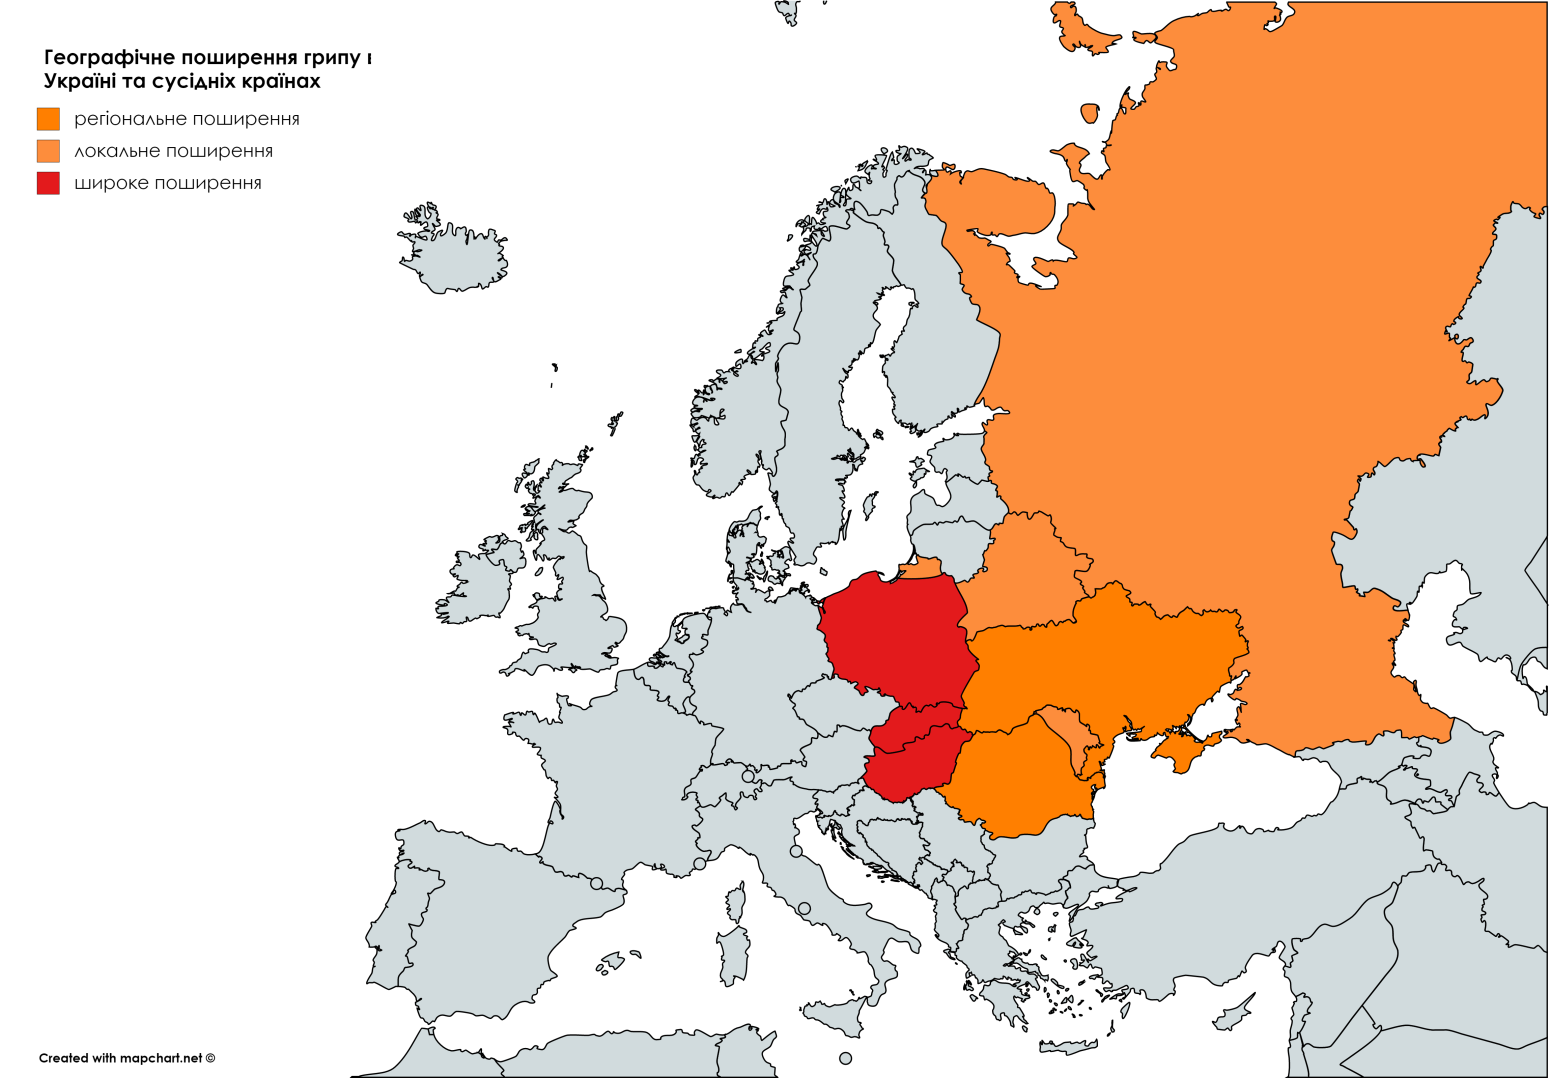 Географічне поширення грипу в
Україні та сусідніх країнах
регіональне поширення
локальне поширення
широке поширення
Created with mapchart.net ©